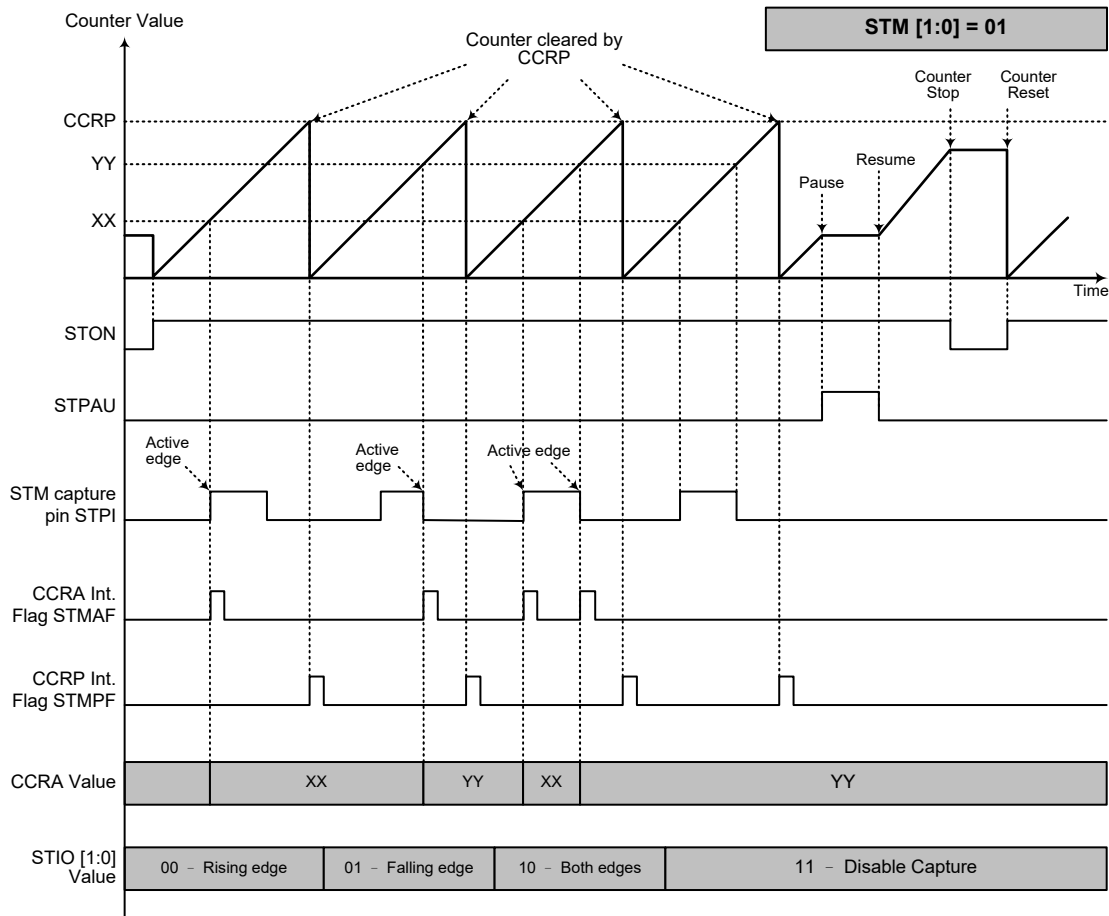 Counter Value
STM [1:0] = 01
Counter cleared by
CCRP
Counter
Stop
Counter
Reset
CCRP
YY
Resume
Pause
XX
Time
STON
STPAU
Active
edge
Active
edge
Active edge
STM capture
pin STPI
CCRA Int.
Flag STMAF
CCRP Int.
Flag STMPF
CCRA Value
XX
YY
XX
YY
STIO [1:0]
Value
00 – Rising edge
01 – Falling edge
10 – Both edges
11 – Disable Capture